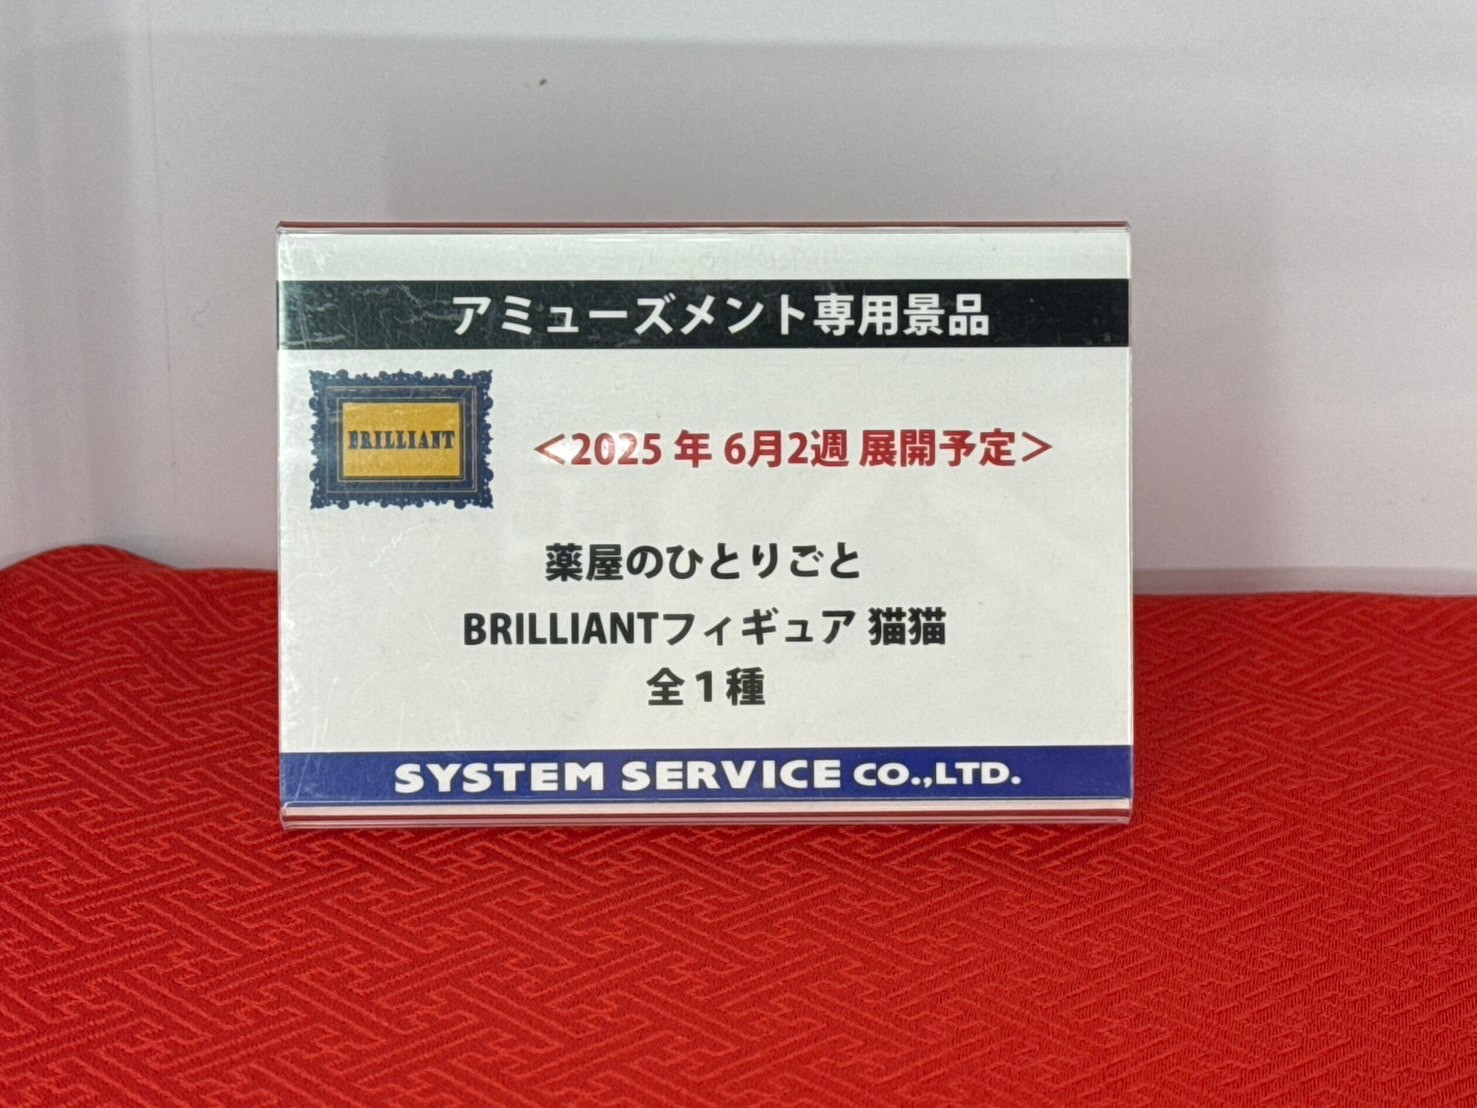 アミューズメント専用景品
BRILLIANT
＜2025 年 6月2週 展開予定＞
薬屋のひとりごと
BRILLIANTフィギュア 猫猫
全１種
SYSTEM SERVICE CO.,LTD.